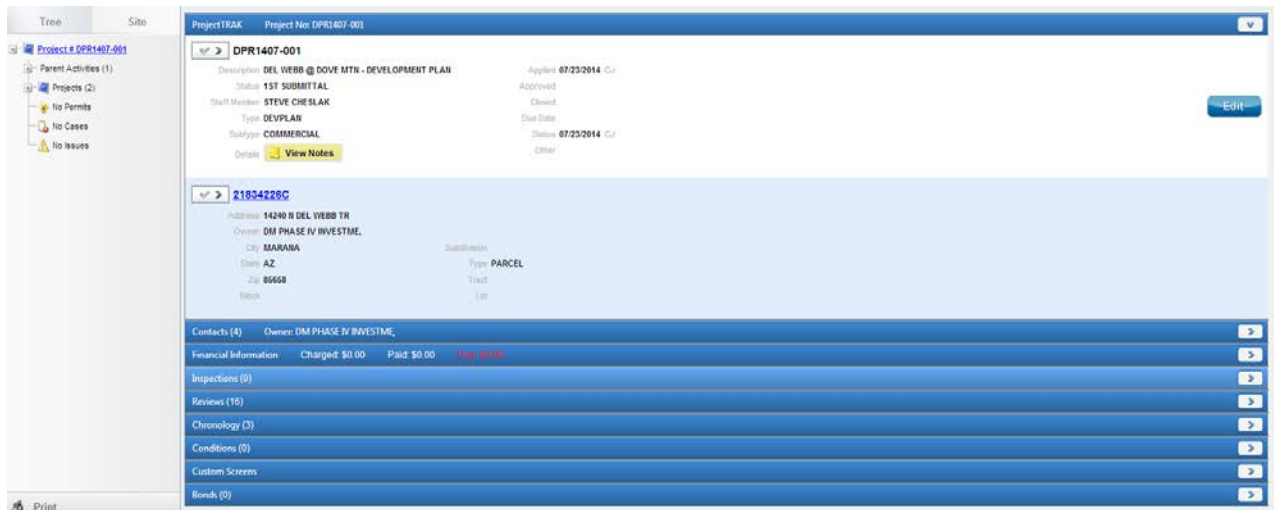 Tree Site
Project # DPR1407-001
Parent Activities (1)
Projects (2)
No Permits
No Cases
No Issues
Print
ProjectTRAK Project No: DPR1407-001
DPR1407-001
Description DEL WEBB @ DOVE MTN - DEVELOPMENT PLAN Applied 07/23/2014 CJ
Status 1ST SUBMITTAL Approved
Staff Member STEVE CHESLAK Closed
Type DEVPLAN Due Date
Subtype COMMERCIAL Status 07/23/2014 CJ
Details View Notes Other
Edit
21834226C
Address 14240 N DEL WEBB TR
Owner DM PHASE IV INVESTME,
City MARANA Subdivision
State AZ Type PARCEL
Zip 85658 Tract
Block Lot
Contacts (4) Owner: DM PHASE IV INVESTME,
Financial Information Charged: $0.00 Paid: $0.00
Inspections (0)
Reviews (16)
Chronology (3)
Conditions (0)
Custom Screens
Bonds (0)